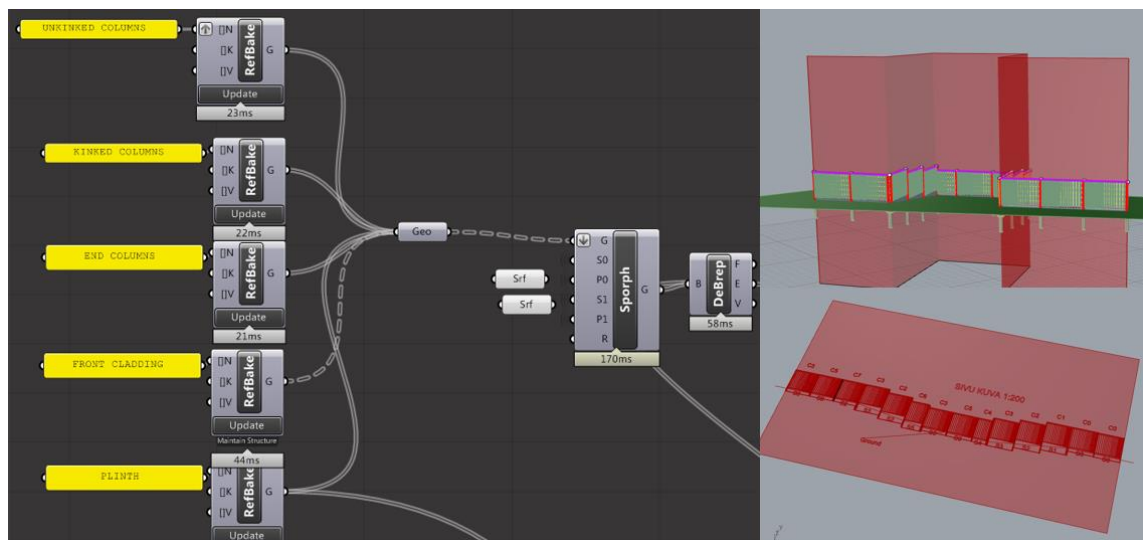 UNKINKED COLUMNS
[]N
[]K
[]V
RefBake
G
Update
23ms
KINKED COLUMNS
[]N
[]K
[]V
RefBake
G
Update
22ms
END COLUMNS
[]N
[]K
[]V
RefBake
G
Update
21ms
FRONT CLADDING
[]N
[]K
[]V
RefBake
G
Update
Maintain Structure
44ms
PLINTH
[]N
[]K
[]V
RefBake
G
Update
Geo
Srf
Srf
G
S0
P0
S1
P1
R
Sporph
G
170ms
B
DeBrep
F
E
V
58ms
SIVU KUVA 1:200
Ground